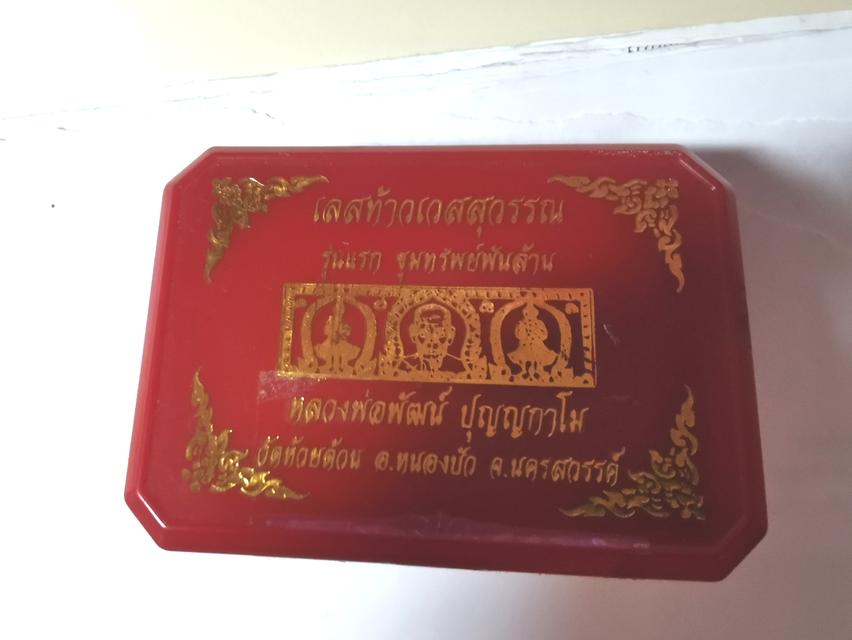 เลสท้าวเวสสุวรรณ
รุ่นแรก ขุมทรัพย์พันล้าน
หลวงพ่อพัฒน์ ปุญญกาโม
วัดห้วยด้วน อ.หนองบัว จ.นครสวรรค์